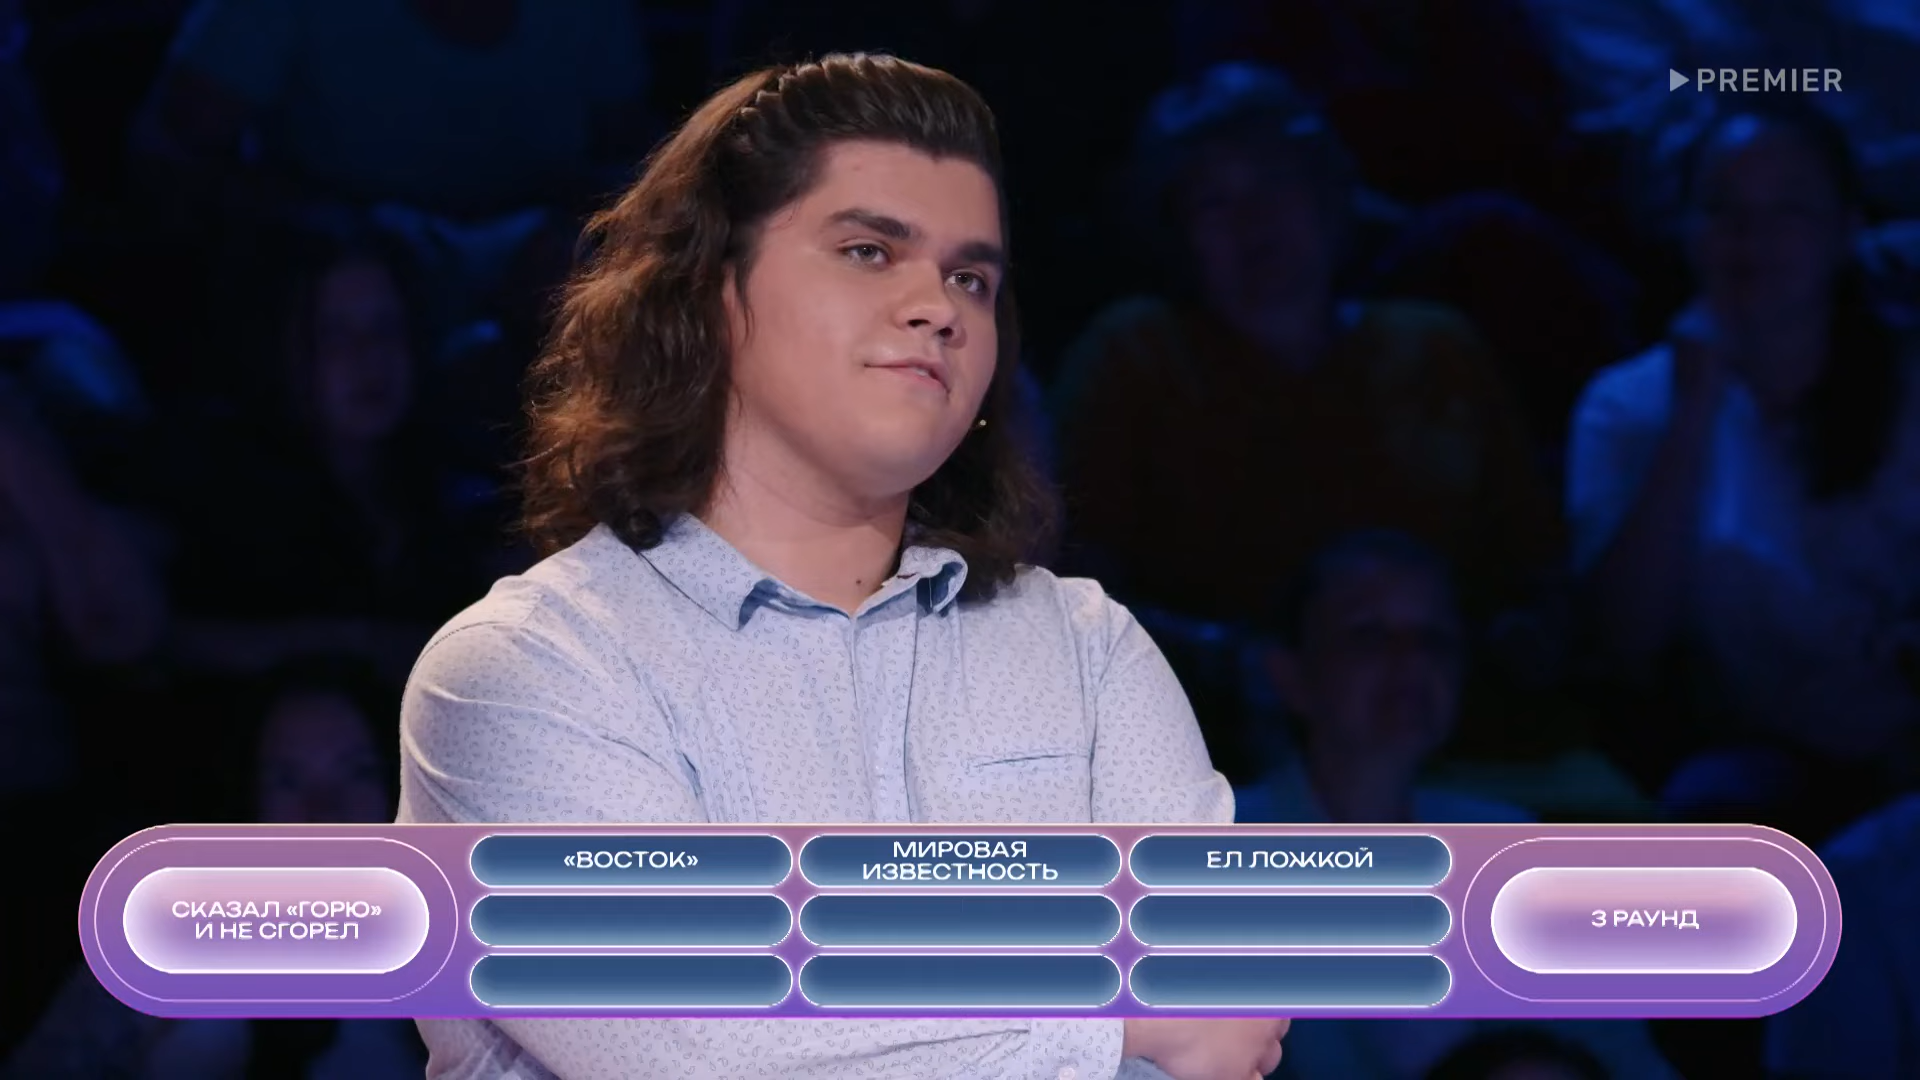 PREMIER
СКАЗАЛ «ГОРЮ»
И НЕ СГОРЕЛ
«ВОСТОК»
МИРОВАЯ
ИЗВЕСТНОСТЬ
ЕЛ ЛОЖКОЙ
3 РАУНД